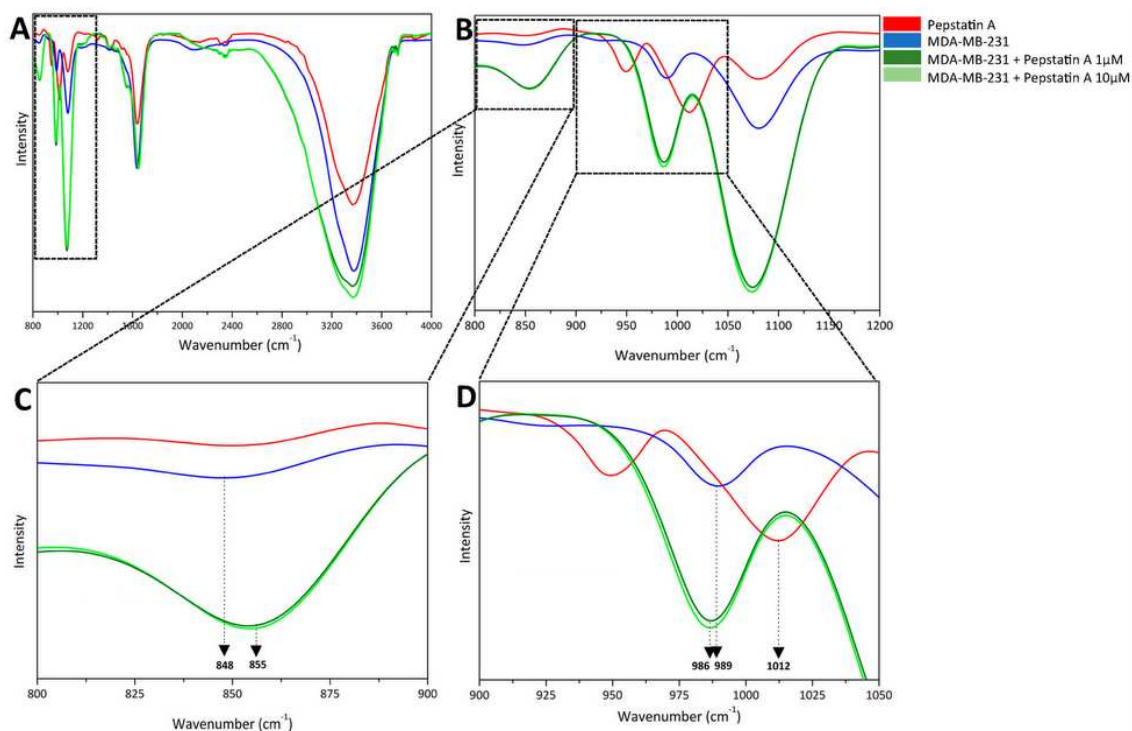 A
Intensity
800 1200 1600 2000 2400 2800 3200 3600 4000
Wavenumber (cm-1)
B
Intensity
800 850 900 950 1000 1050 1100 1150 1200
Wavenumber (cm-1)
Pepstatin A
MDA-MB-231
MDA-MB-231 + Pepstatin A 1µM
MDA-MB-231 + Pepstatin A 10µM
C
Intensity
848 855
800 825 850 875 900
Wavenumber (cm-1)
D
Intensity
986 989 1012
900 925 950 975 1000 1025 1050
Wavenumber (cm-1)